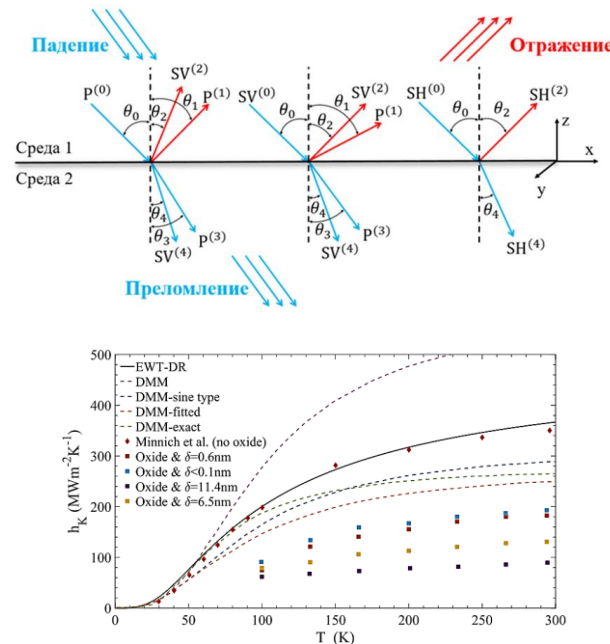 Падение
Отражение
P⁽⁰⁾ θ₀ θ₂ SV⁽²⁾ θ₁ P⁽¹⁾
SV⁽⁰⁾ θ₀ θ₂ SV⁽²⁾ θ₁ P⁽¹⁾
SH⁽⁰⁾ θ₀ θ₂ SH⁽²⁾
z
x
y
Среда 1
Среда 2
θ₄ θ₃ SV⁽⁴⁾ P⁽³⁾
θ₄ θ₃ SV⁽⁴⁾ P⁽³⁾
θ₄ SH⁽⁴⁾
Преломление
500
400
300
200
100
0
h_K (MWm⁻²K⁻¹)
EWT-DR
DMM
DMM-sine type
DMM-fitted
DMM-exact
Minnich et al. (no oxide)
Oxide & δ=0.6nm
Oxide & δ<0.1nm
Oxide & δ=11.4nm
Oxide & δ=6.5nm
0 50 100 150 200 250 300
T (K)